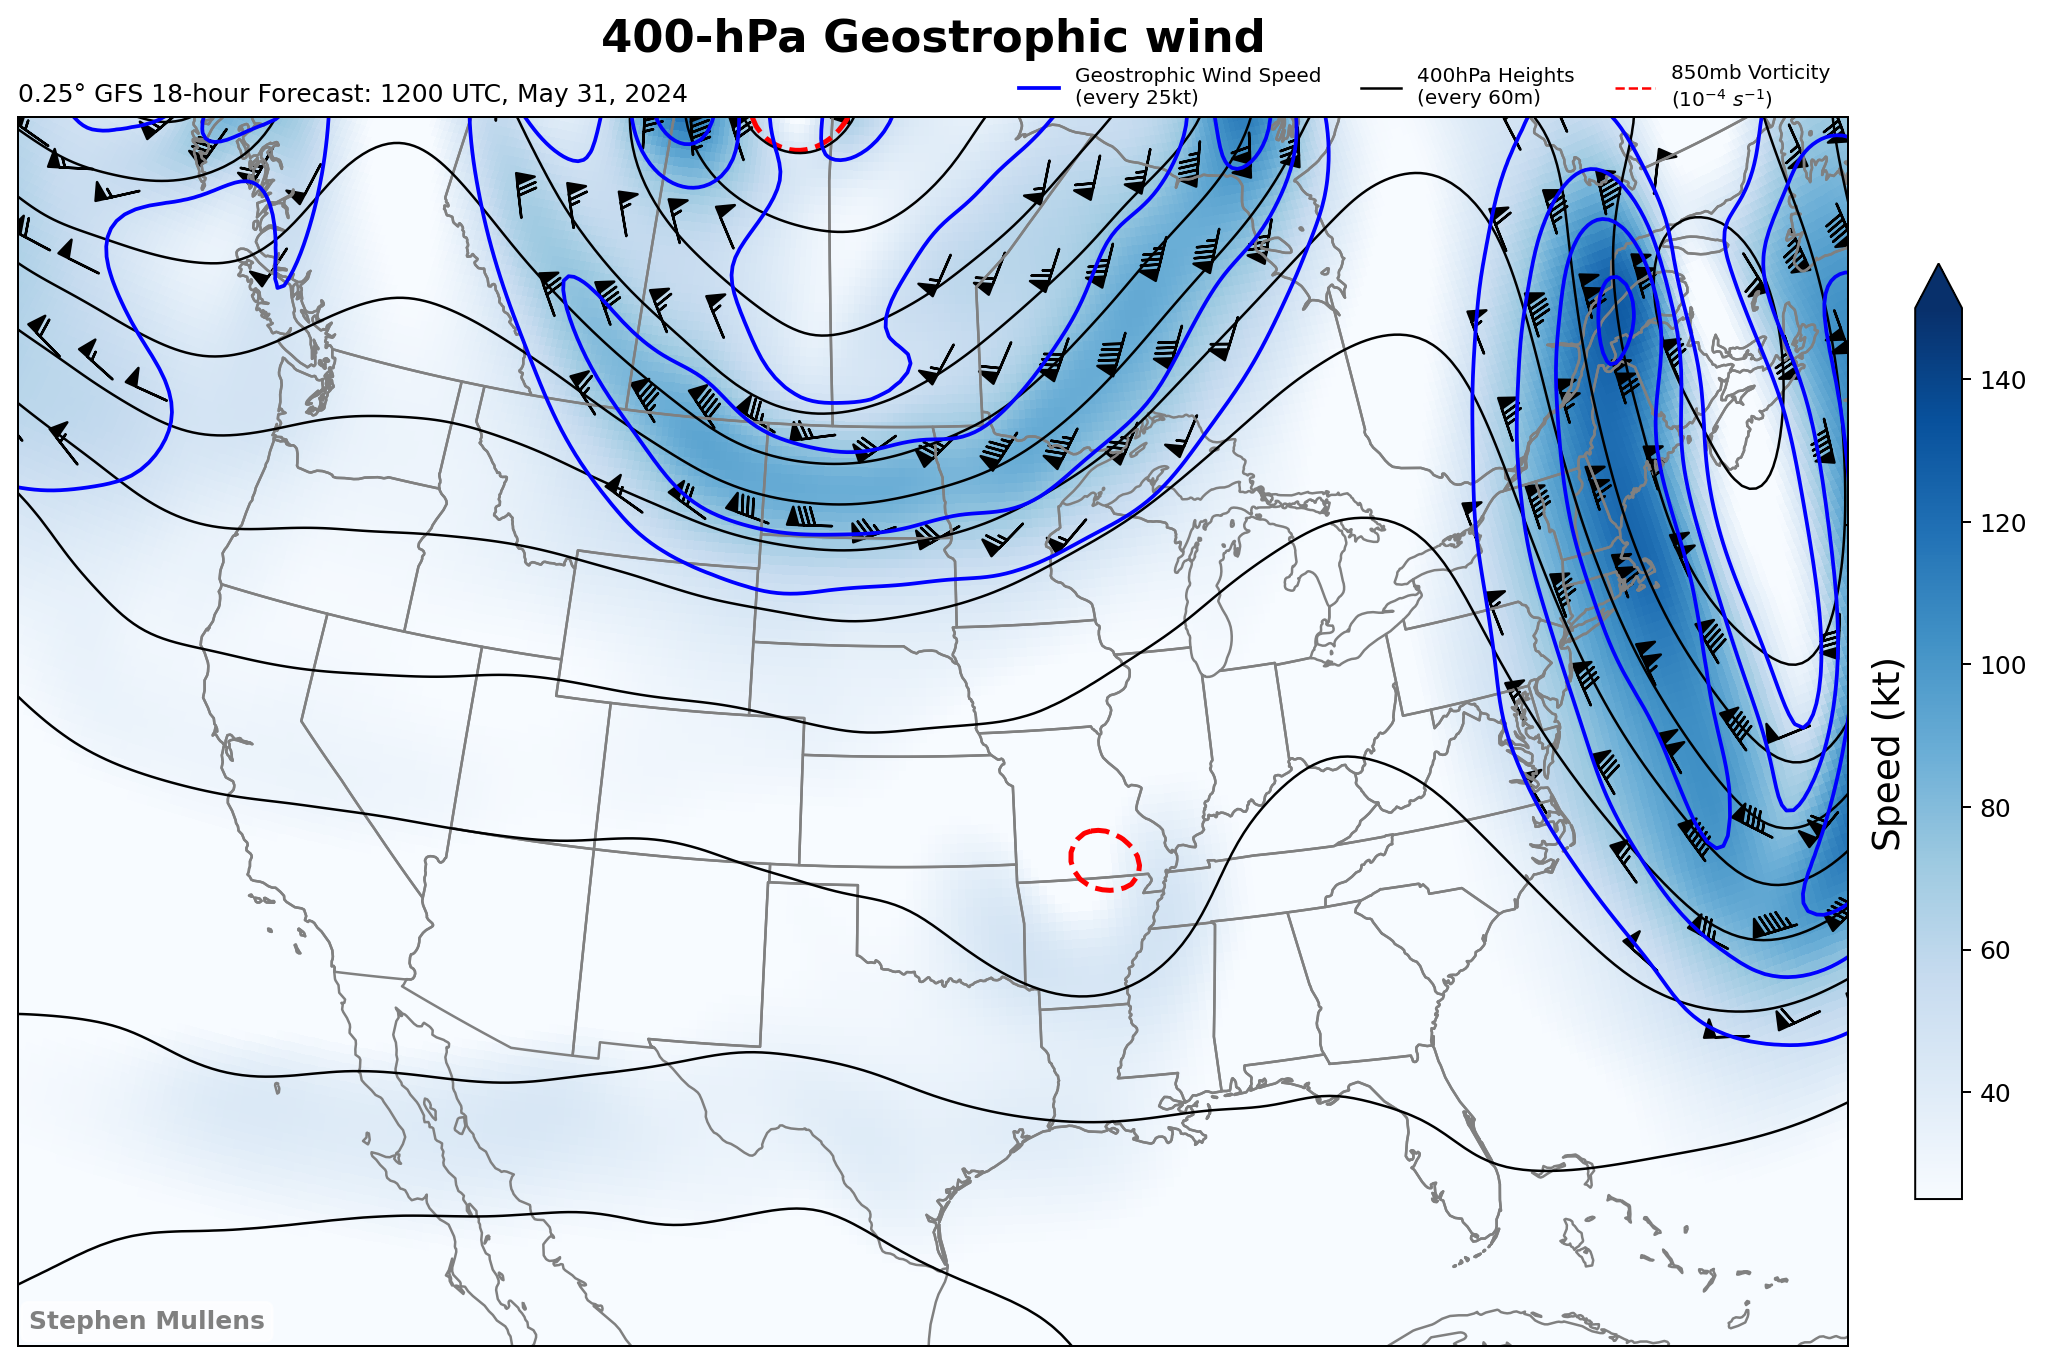 400-hPa Geostrophic wind
0.25° GFS 18-hour Forecast: 1200 UTC, May 31, 2024
Geostrophic Wind Speed
(every 25kt)
400hPa Heights
(every 60m)
850mb Vorticity
(10⁻⁴ s⁻¹)
140
120
100
80
60
40
Speed (kt)
Stephen Mullens